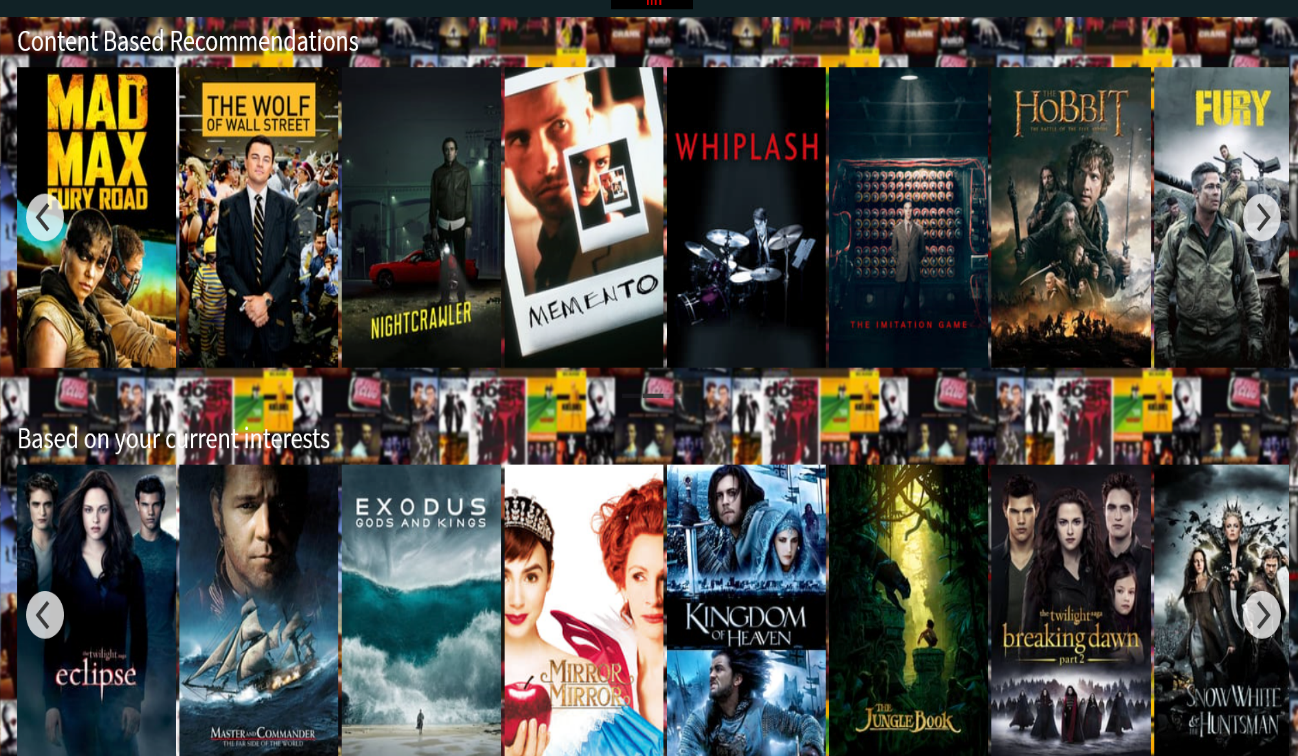 Content Based Recommendations
MAD
MAX
FURY ROAD
THE WOLF
OF WALL STREET
NIGHTCRAWLER
MEMENTO
WHIPLASH
THE IMITATION GAME
THE
HOBBIT
THE BATTLE OF THE FIVE ARMIES
FURY
Based on your current interests
the twilight saga
eclipse
MASTER AND COMMANDER
THE FAR SIDE OF THE WORLD
EXODUS
GODS AND KINGS
MIRROR
MIRROR
KINGDOM
OF HEAVEN
THE
JUNGLE BOOK
the twilight saga
breaking dawn
part 2
SNOW WHITE
& THE
HUNTSMAN